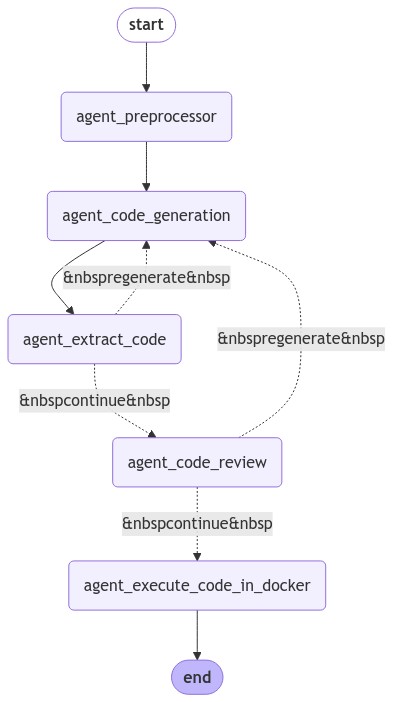 start
agent_preprocessor
agent_code_generation
&nbspregenerate&nbsp
agent_extract_code
&nbspregenerate&nbsp
&nbspcontinue&nbsp
agent_code_review
&nbspcontinue&nbsp
agent_execute_code_in_docker
end